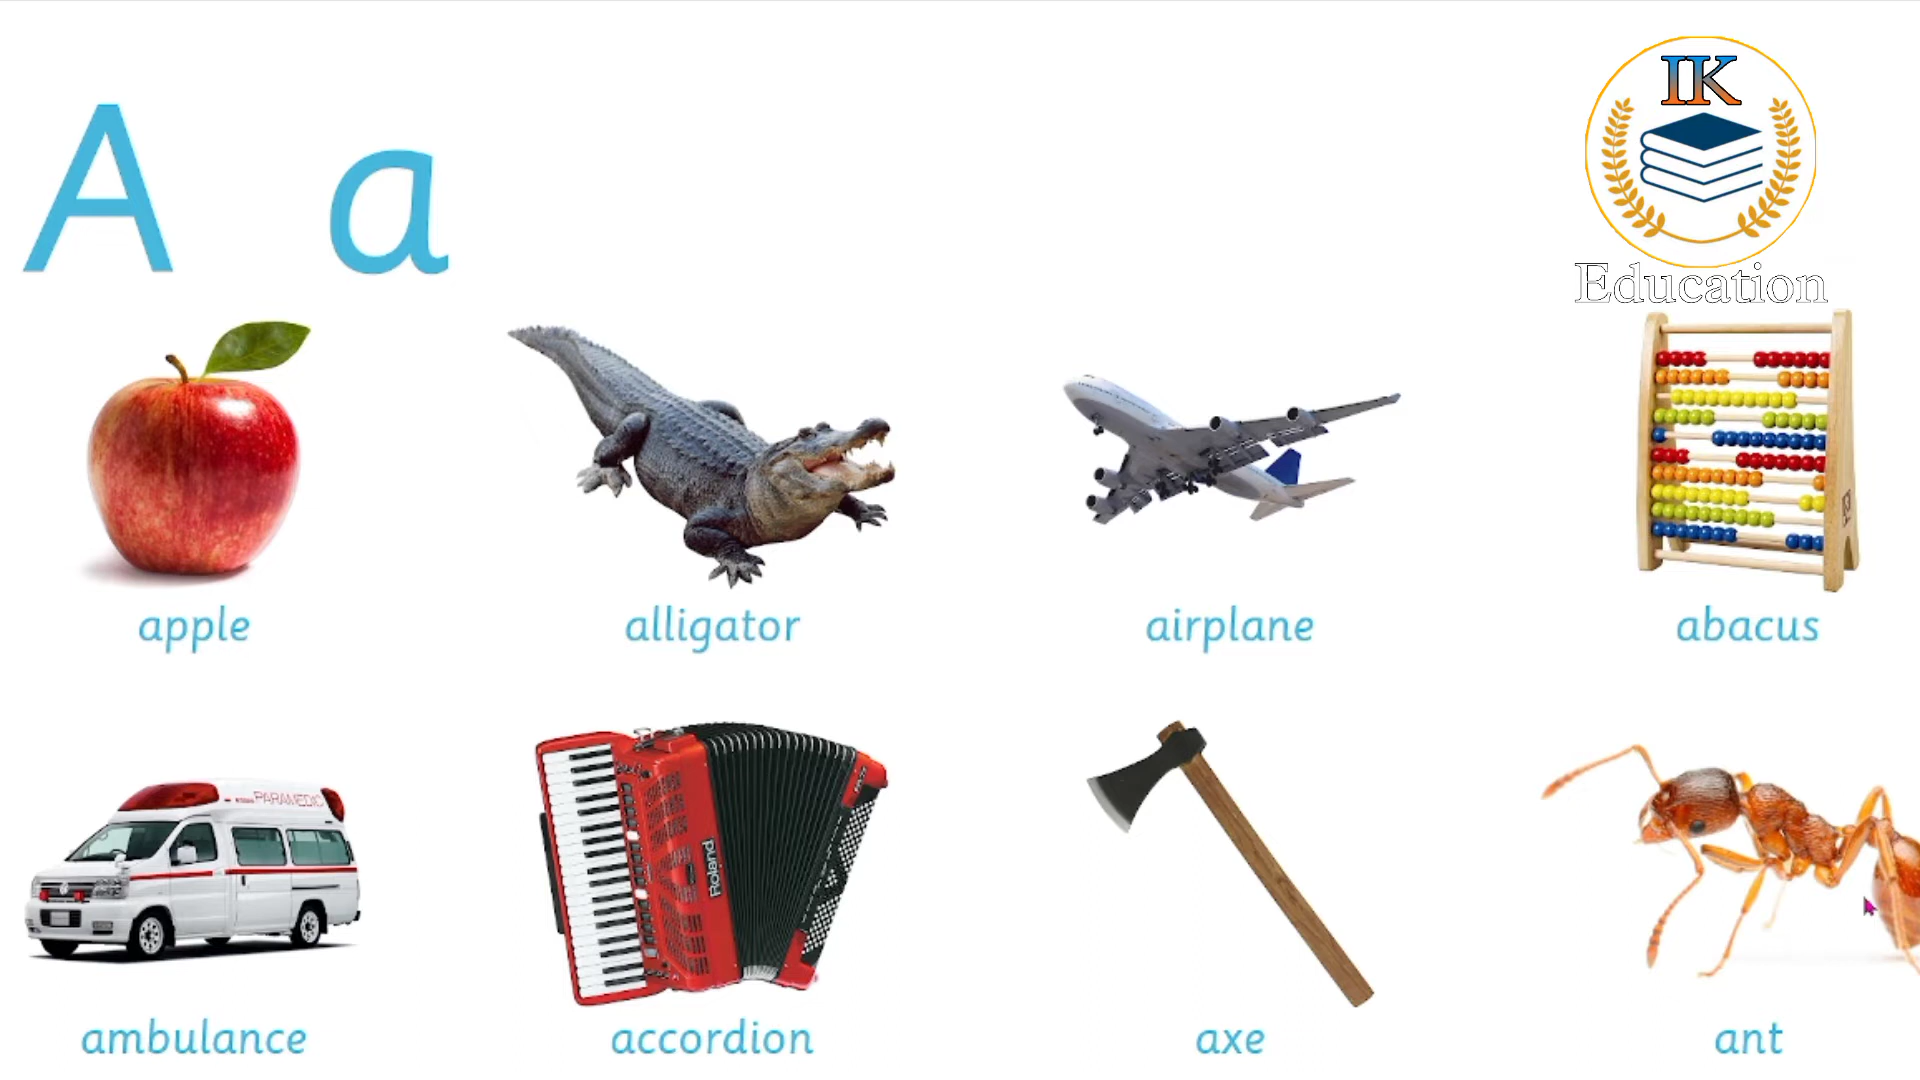 A a
IK
Education
apple alligator airplane abacus
PARAMEDIC
Roland
ambulance accordion axe ant